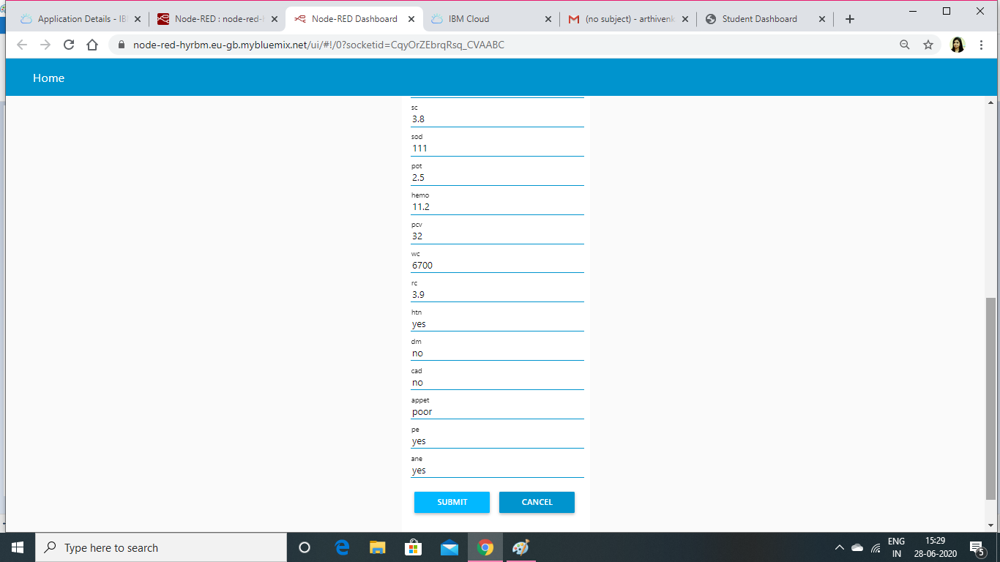 Application Details - IB
Node-RED : node-red-h
Node-RED Dashboard
IBM Cloud
(no subject) - arthivenk
Student Dashboard
node-red-hyrbm.eu-gb.mybluemix.net/ui/#!/0?socketid=CqyOrZEbrqRsq_CVAABC
Home
sc
3.8
sod
111
pot
2.5
hemo
11.2
pcv
32
wc
6700
rc
3.9
htn
yes
dm
no
cad
no
appet
poor
pe
yes
ane
yes
SUBMIT CANCEL
Type here to search
ENG
IN
15:29
28-06-2020
5